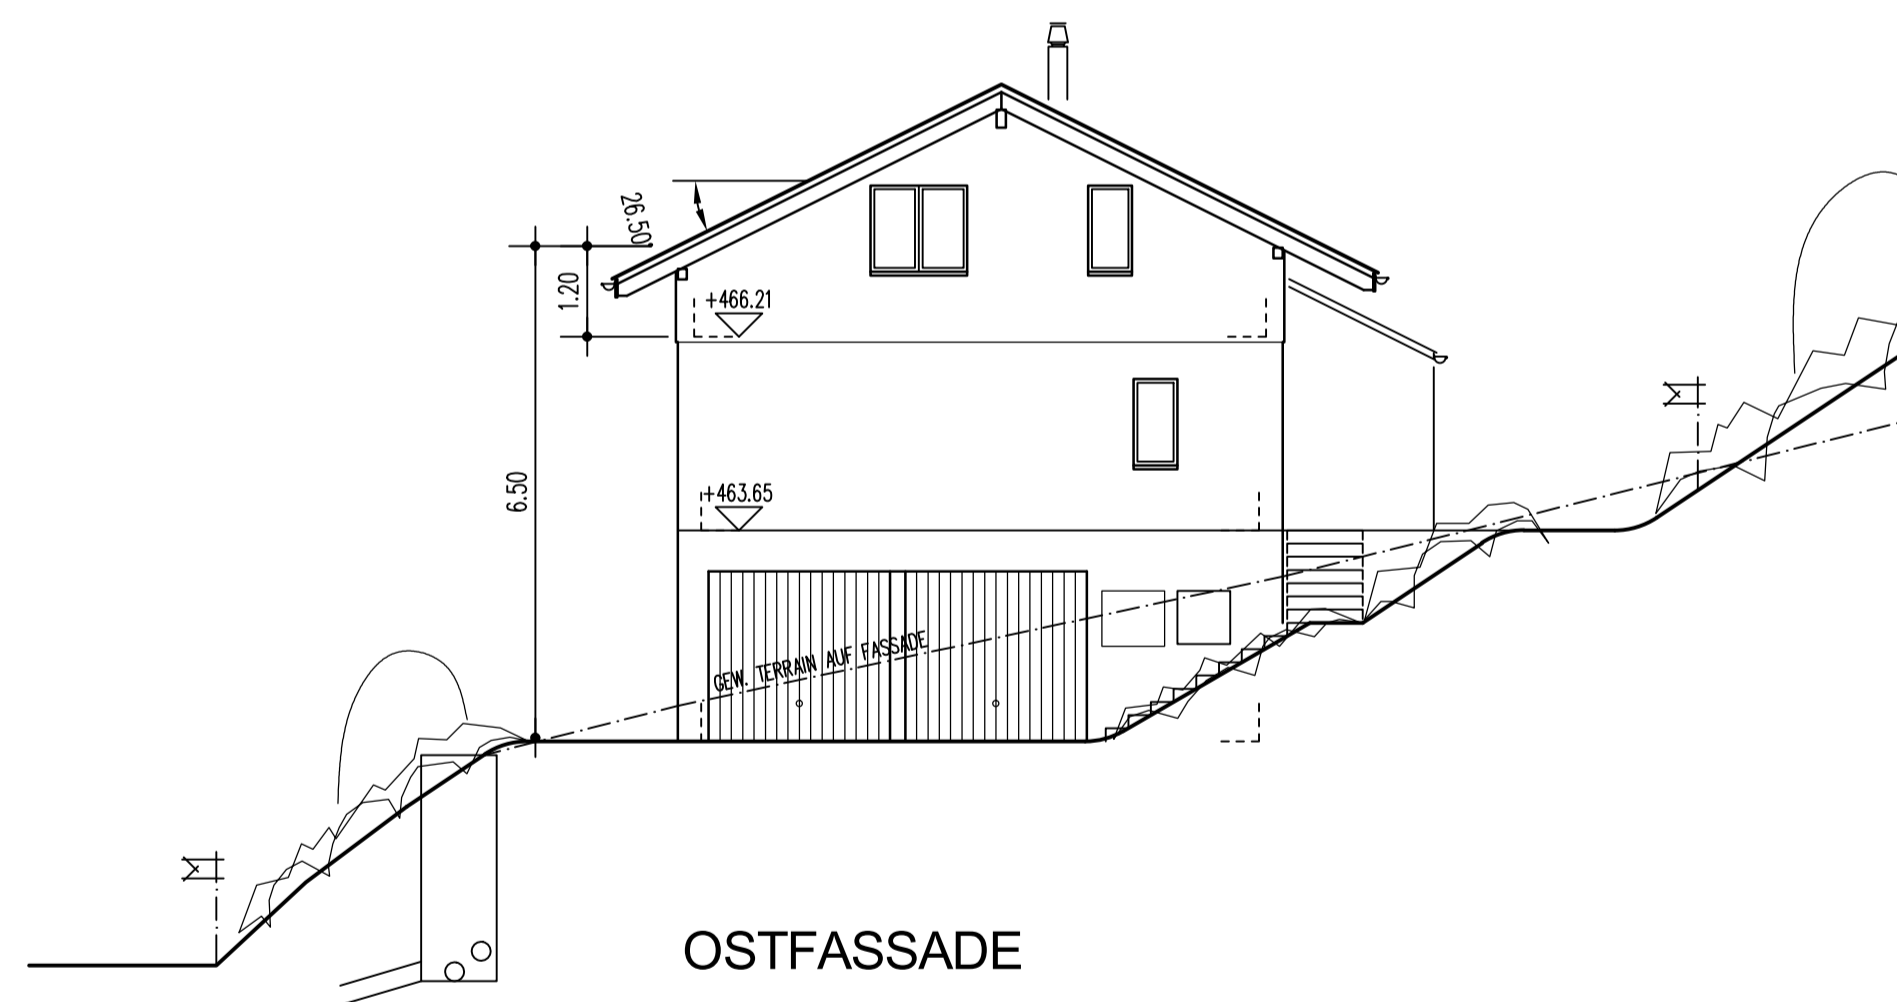 26.50
1.20
+466.21
6.50
+463.65
GEW. TERRAIN AUF FASSADE
M
M
OSTFASSADE